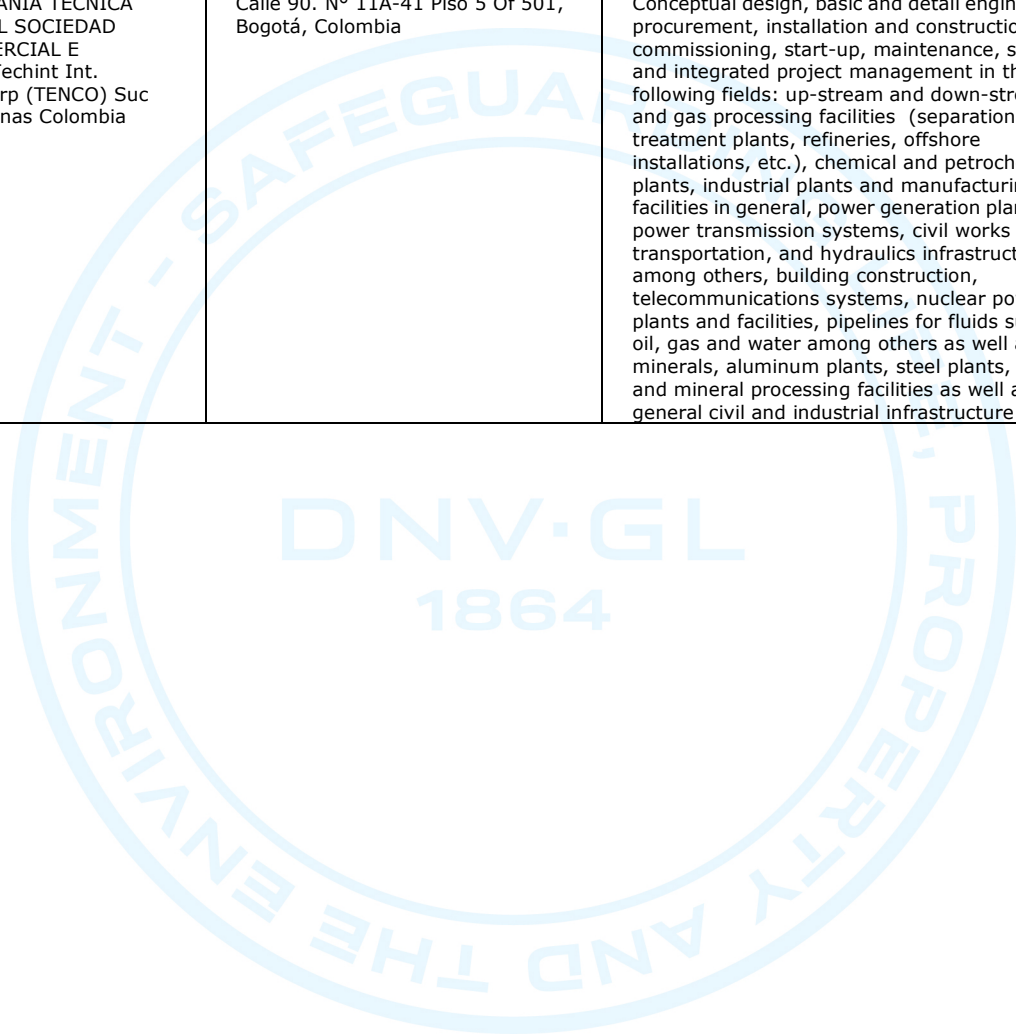 ANIA TECNICA
L SOCIEDAD
ERCIAL E
Techint Int.
rp (TENCO) Suc
nas Colombia
Calle 90. Nº 11A-41 Piso 5 Of 501,
Bogotá, Colombia
Conceptual design, basic and detail engin
procurement, installation and constructio
commissioning, start-up, maintenance, s
and integrated project management in th
following fields: up-stream and down-stre
and gas processing facilities (separation
treatment plants, refineries, offshore
installations, etc.), chemical and petroch
plants, industrial plants and manufacturin
facilities in general, power generation plan
power transmission systems, civil works
transportation, and hydraulics infrastruct
among others, building construction,
telecommunications systems, nuclear po
plants and facilities, pipelines for fluids su
oil, gas and water among others as well a
minerals, aluminum plants, steel plants,
and mineral processing facilities as well a
general civil and industrial infrastructure
SAFEGUARDING LIFE, PROPERTY AND THE ENVIRONMENT -
DNV·GL
1864